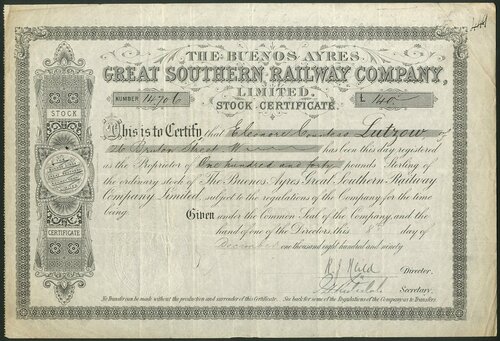 THE BUENOS AYRES
GREAT SOUTHERN RAILWAY COMPANY,
LIMITED.
NUMBER 14706 STOCK CERTIFICATE. £ 140
STOCK
This is to Certify that Eleonore Countess Lutzow of
26 Bruton Street W has been this day registered
as the Proprietor of One hundred and forty pounds Sterling of
the ordinary stock of The Buenos Ayres Great Southern Railway
Company Limited, subject to the regulations of the Company for the time
being.
Given under the Common Seal of the Company, and the
hand of one of the Directors, this 8 day of
December one thousand eight hundred and ninety
CERTIFICATE
Director.
Secretary.
No Transfer can be made without the production and surrender of this Certificate. See back for some of the Regulations of the Company as to Transfers.